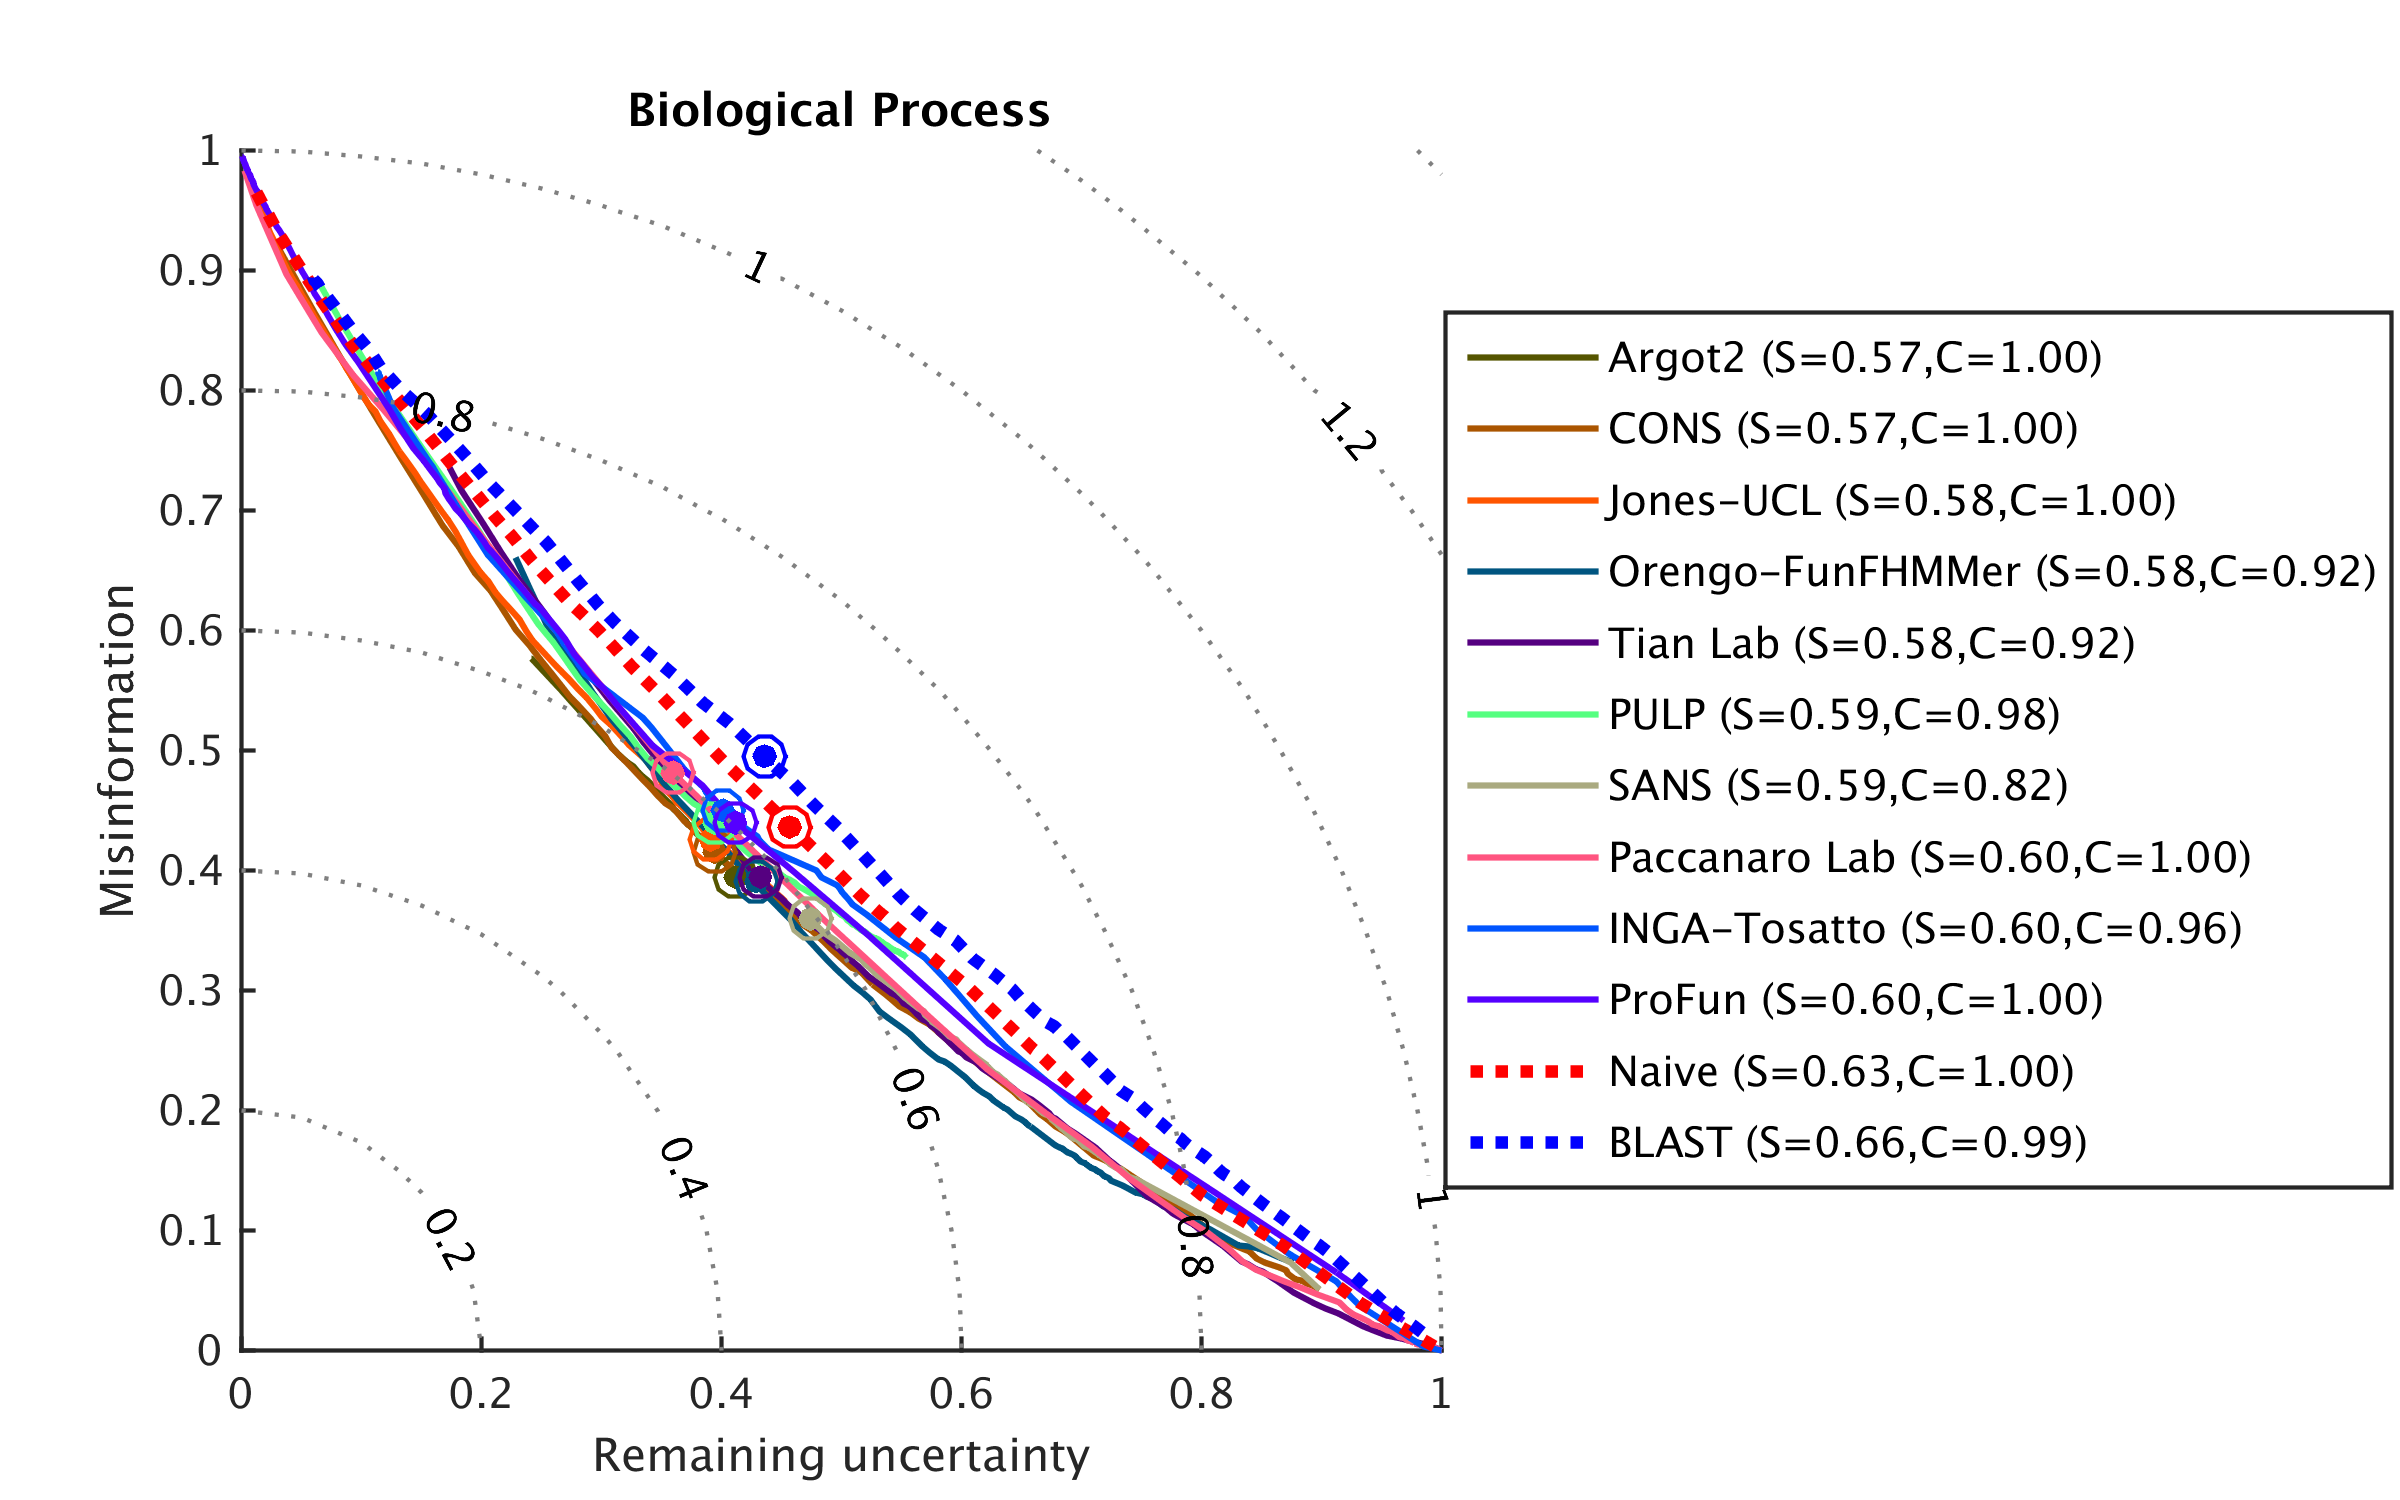 Biological Process
1
0.9
0.8
0.7
0.6
0.5
0.4
0.3
0.2
0.1
0
Misinformation
0
0.2
0.4
0.6
0.8
1
Remaining uncertainty
1
0.8
1.2
0.6
0.4
0.2
0.8
1
Argot2 (S=0.57,C=1.00)
CONS (S=0.57,C=1.00)
Jones-UCL (S=0.58,C=1.00)
Orengo-FunFHMMer (S=0.58,C=0.92)
Tian Lab (S=0.58,C=0.92)
PULP (S=0.59,C=0.98)
SANS (S=0.59,C=0.82)
Paccanaro Lab (S=0.60,C=1.00)
INGA-Tosatto (S=0.60,C=0.96)
ProFun (S=0.60,C=1.00)
Naive (S=0.63,C=1.00)
BLAST (S=0.66,C=0.99)